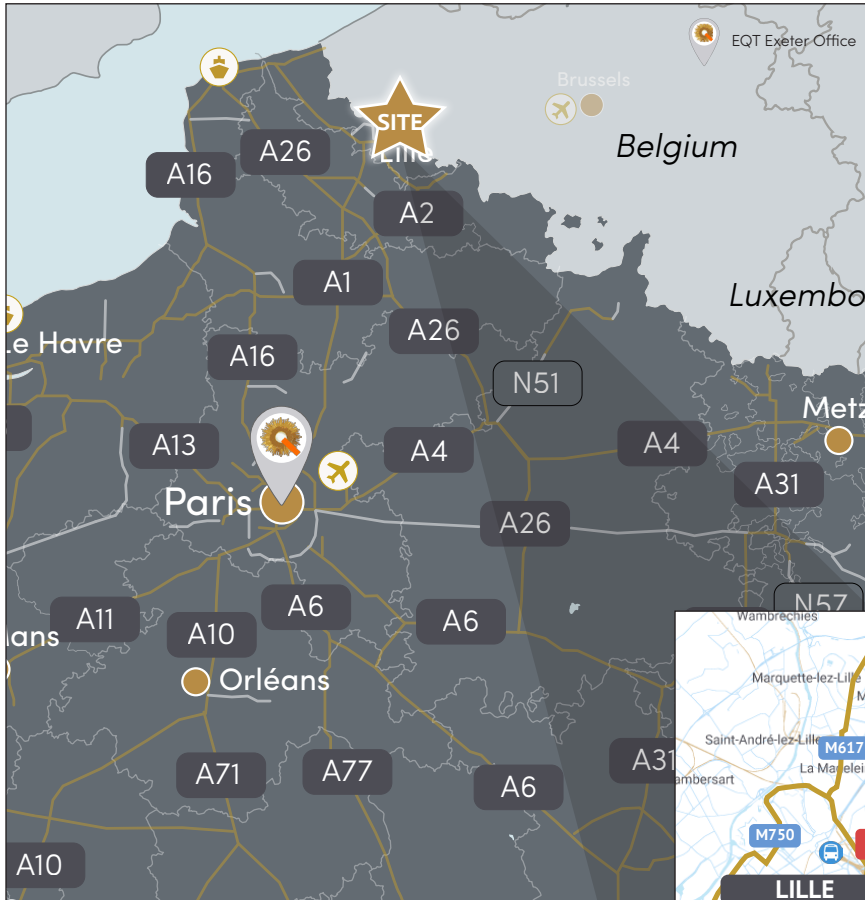 EQT Exeter Office
Brussels
SITE
Lille
Belgium
A26
A16
A2
A1
Luxembo
A26
Le Havre
A16
N51
Metz
A13
A4
A4
A31
Paris
A26
N57
A11
A6
A6
A10
Mans
Orléans
A71
A77
A6
A31
A10
Wambrechies
Marquette-lez-Lille
M
Saint-André-lez-Lille
M617
La Madelei
ambersart
M750
LILLE